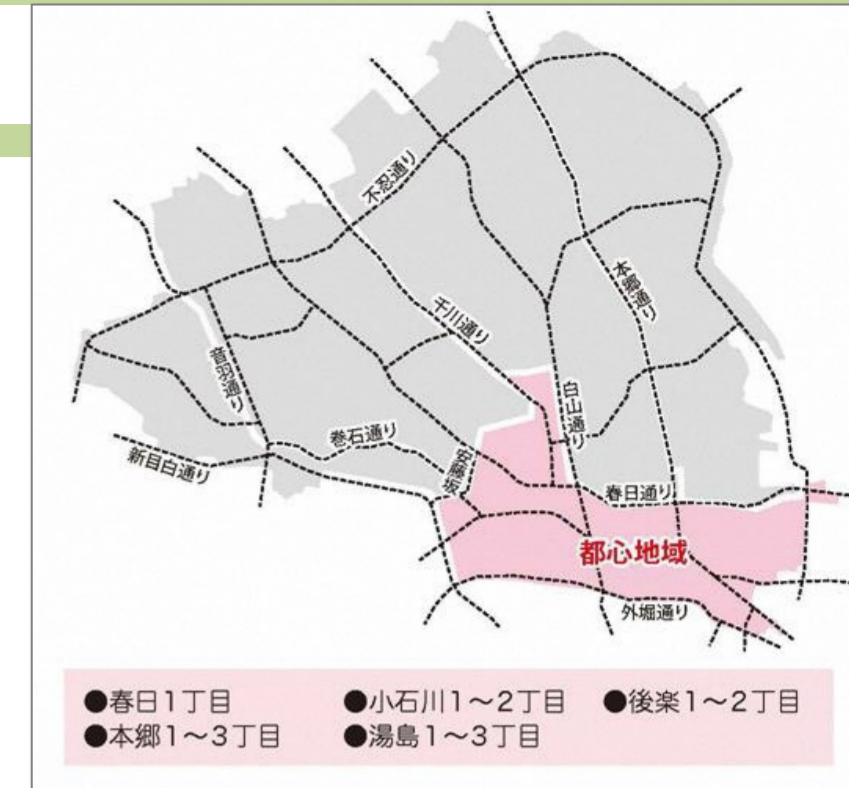 不忍通り
本郷通り
千川通り
音羽通り
白山通り
巻石通り
安藤坂
新目白通り
春日通り
都心地域
外堀通り
●春日1丁目 ●小石川1～2丁目 ●後楽1～2丁目
●本郷1～3丁目 ●湯島1～3丁目